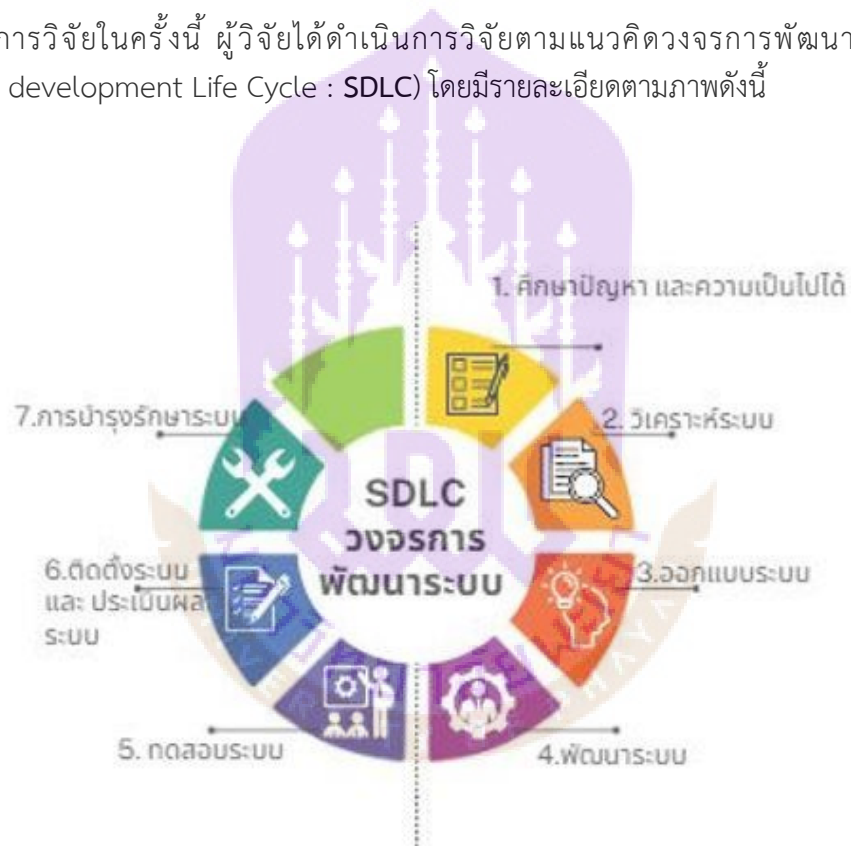 การวิจัยในครั้งนี้ ผู้วิจัยได้ดำเนินการวิจัยตามแนวคิดวงจรการพัฒนา
development Life Cycle : SDLC) โดยมีรายละเอียดตามภาพดังนี้
1. ศึกษาปัญหา และความเป็นไปได้
7.การบำรุงรักษาระบบ
2. วิเคราะห์ระบบ
SDLC
วงจรการ
พัฒนาระบบ
6.ติดตั้งระบบ
และ ประเมินผล
ระบบ
3.ออกแบบระบบ
5. ทดสอบระบบ
4.พัฒนาระบบ